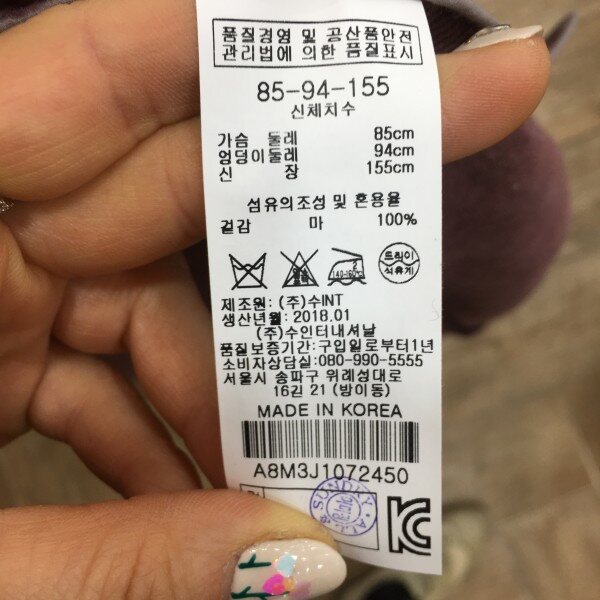 품질경영 및 공산품안전
관리법에 의한 품질표시
85-94-155
신체치수
가슴 둘레 85cm
엉덩이둘레 94cm
신 장 155cm
섬유의조성 및 혼용율
겉감 마 100%
140-160℃
드라이
석유계
제조원: (주)수INT
생산년월: 2018.01
(주)수인터내셔날
품질보증기간:구입일로부터1년
소비자상담실:080-990-5555
서울시 송파구 위례성대로
16길 21 (방이동)
MADE IN KOREA
A8M3J1072450